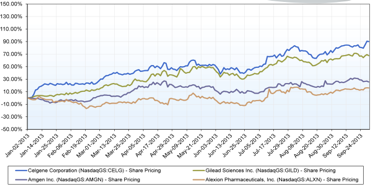 150.00%
130.00%
110.00%
90.00%
70.00%
50.00%
30.00%
10.00%
-10.00%
-30.00%
-50.00%
Jan-02-2013
Jan-14-2013
Jan-25-2013
Feb-06-2013
Feb-19-2013
Mar-01-2013
Mar-13-2013
Mar-25-2013
Apr-05-2013
Apr-17-2013
Apr-29-2013
May-09-2013
May-21-2013
Jun-03-2013
Jun-13-2013
Jun-25-2013
Jul-05-2013
Jul-17-2013
Jul-29-2013
Aug-08-2013
Aug-20-2013
Aug-30-2013
Sep-12-2013
Sep-24-2013
Celgene Corporation (NasdaqGS:CELG) - Share Pricing
Gilead Sciences Inc. (NasdaqGS:GILD) - Share Pricing
Amgen Inc. (NasdaqGS:AMGN) - Share Pricing
Alexion Pharmaceuticals, Inc. (NasdaqGS:ALXN) - Share Pricing